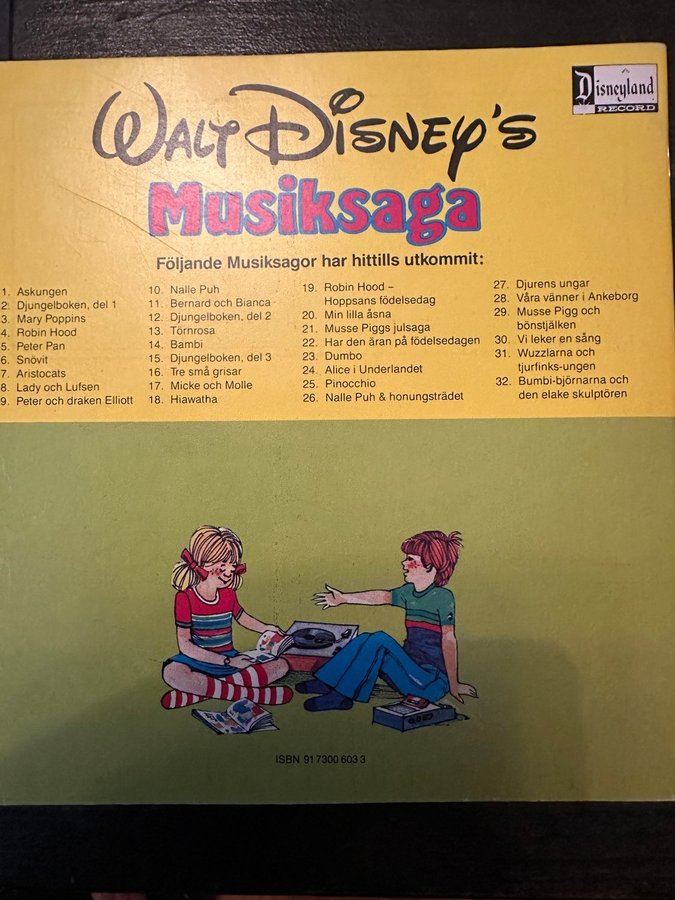 Disneyland
RECORD
WALT DISNEY'S
Musiksaga
Följande Musiksagor har hittills utkommit:
1. Askungen
2. Djungelboken, del 1
3. Mary Poppins
4. Robin Hood
5. Peter Pan
6. Snövit
7. Aristocats
8. Lady och Lufsen
9. Peter och draken Elliott
10. Nalle Puh
11. Bernard och Bianca
12. Djungelboken, del 2
13. Törnrosa
14. Bambi
15. Djungelboken, del 3
16. Tre små grisar
17. Micke och Molle
18. Hiawatha
19. Robin Hood –
Hoppsans födelsedag
20. Min lilla åsna
21. Musse Piggs julsaga
22. Har den äran på födelsedagen
23. Dumbo
24. Alice i Underlandet
25. Pinocchio
26. Nalle Puh & honungsträdet
27. Djurens ungar
28. Våra vänner i Ankeborg
29. Musse Pigg och
bönstjälken
30. Vi leker en sång
31. Wuzzlarna och
tjurfinks-ungen
32. Bumbi-björnarna och
den elake skulptören
ISBN 91 7300 603 3